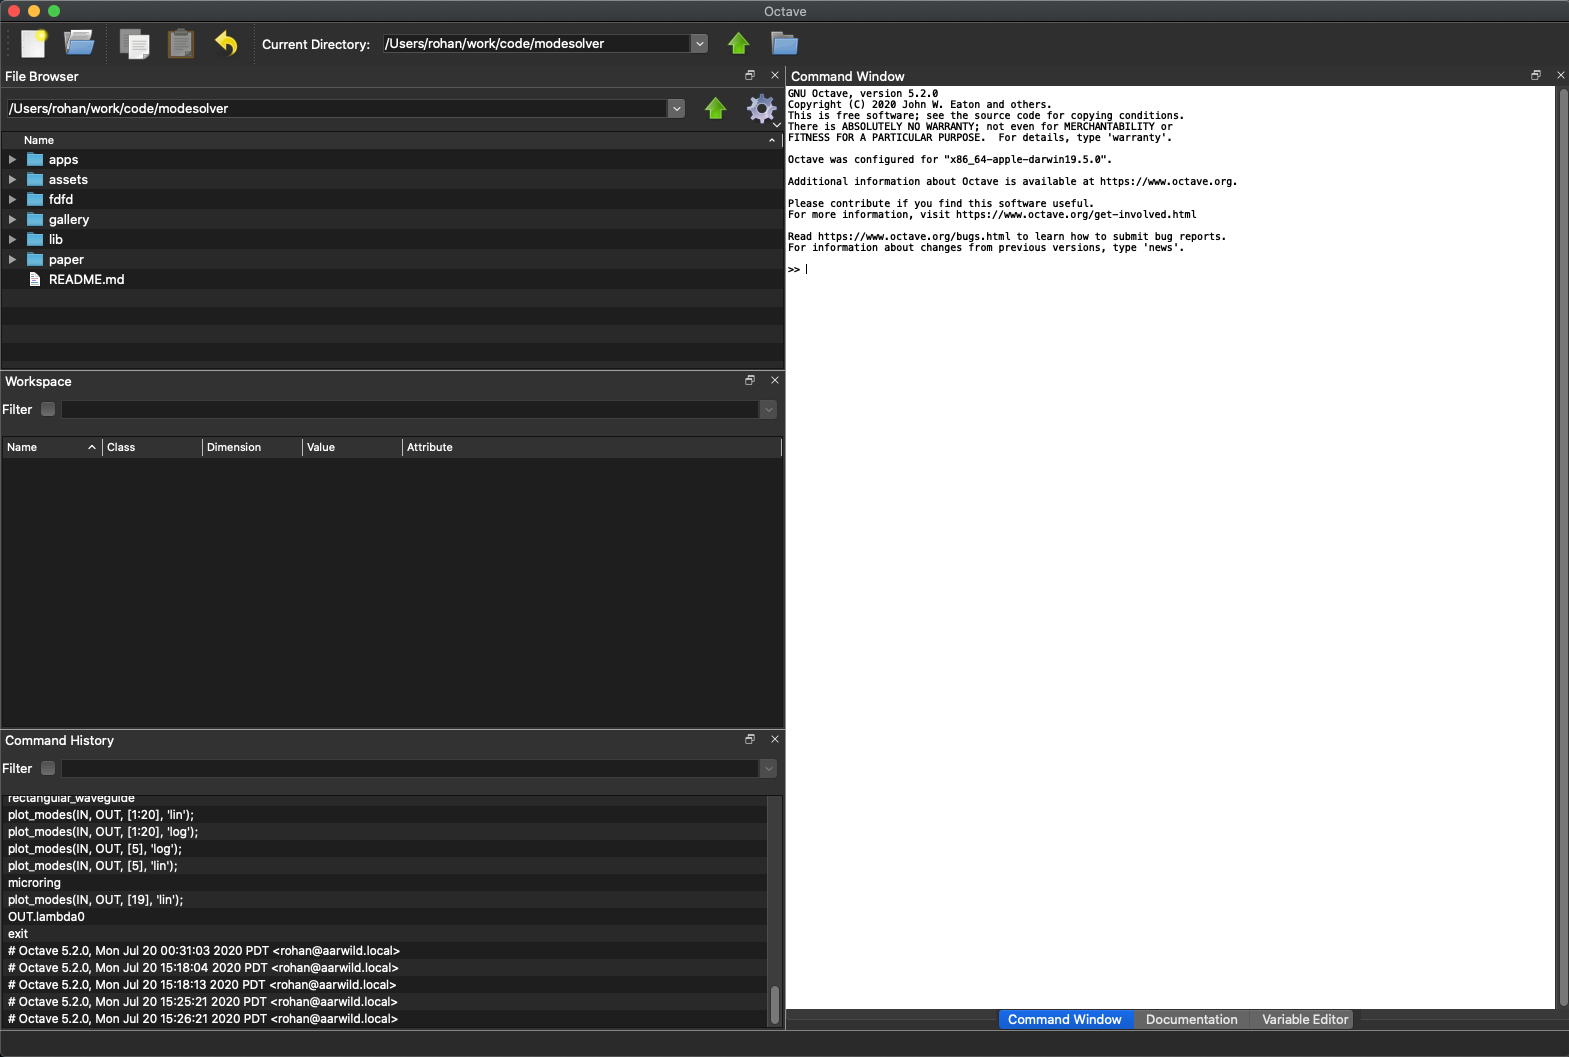 Octave
Current Directory: /Users/rohan/work/code/modesolver
File Browser
/Users/rohan/work/code/modesolver
Name
apps
assets
fdfd
gallery
lib
paper
README.md
Workspace
Filter
Name Class Dimension Value Attribute
Command History
Filter
rectangular_waveguide
plot_modes(IN, OUT, [1:20], 'lin');
plot_modes(IN, OUT, [1:20], 'log');
plot_modes(IN, OUT, [5], 'log');
plot_modes(IN, OUT, [5], 'lin');
microring
plot_modes(IN, OUT, [19], 'lin');
OUT.lambda0
exit
# Octave 5.2.0, Mon Jul 20 00:31:03 2020 PDT <rohan@aarwild.local>
# Octave 5.2.0, Mon Jul 20 15:18:04 2020 PDT <rohan@aarwild.local>
# Octave 5.2.0, Mon Jul 20 15:18:13 2020 PDT <rohan@aarwild.local>
# Octave 5.2.0, Mon Jul 20 15:25:21 2020 PDT <rohan@aarwild.local>
# Octave 5.2.0, Mon Jul 20 15:26:21 2020 PDT <rohan@aarwild.local>
Command Window
GNU Octave, version 5.2.0
Copyright (C) 2020 John W. Eaton and others.
This is free software; see the source code for copying conditions.
There is ABSOLUTELY NO WARRANTY; not even for MERCHANTABILITY or
FITNESS FOR A PARTICULAR PURPOSE.  For details, type 'warranty'.
Octave was configured for "x86_64-apple-darwin19.5.0".
Additional information about Octave is available at https://www.octave.org.
Please contribute if you find this software useful.
For more information, visit https://www.octave.org/get-involved.html
Read https://www.octave.org/bugs.html to learn how to submit bug reports.
For information about changes from previous versions, type 'news'.
>>
Command Window Documentation Variable Editor